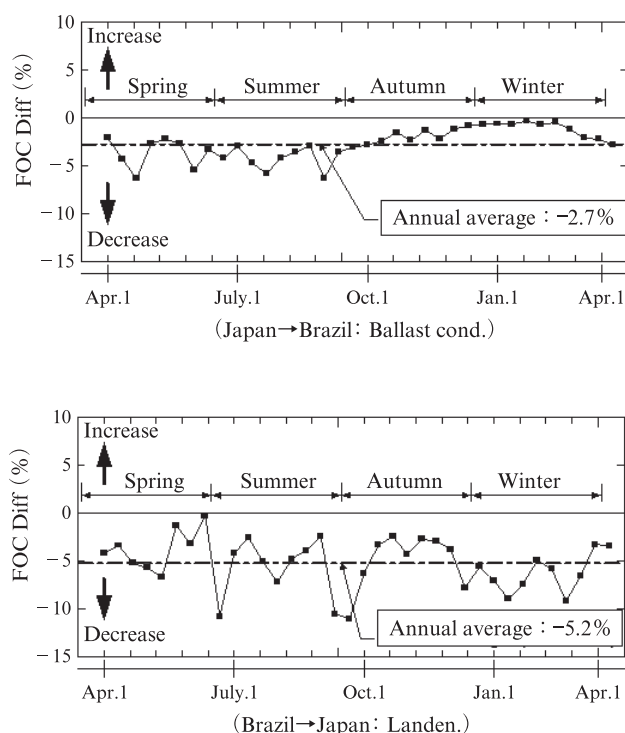 10
Increase
5
Spring
Summer
Autumn
Winter
0
FOC Diff (%)
−5
Annual average：−2.7%
−10
Decrease
−15
Apr.1
July.1
Oct.1
Jan.1
Apr.1
(Japan→Brazil: Ballast cond.)
10
Increase
5
Spring
Summer
Autumn
Winter
0
FOC Diff (%)
−5
−10
Annual average：−5.2%
Decrease
−15
Apr.1
July.1
Oct.1
Jan.1
Apr.1
(Brazil→Japan: Landen.)